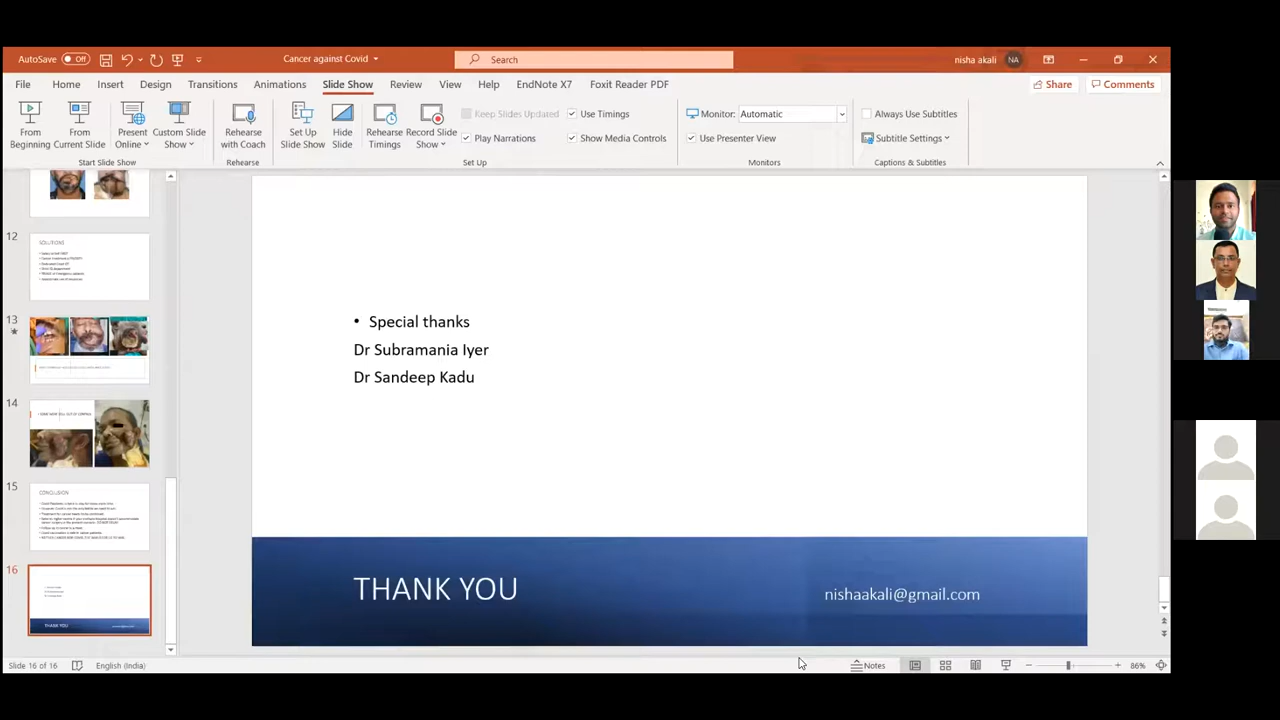 AutoSave Off
Cancer against Covid
Search
nisha akali NA
File Home Insert Design Transitions Animations Slide Show Review View Help EndNote X7 Foxit Reader PDF
Share Comments
From Beginning
From Current Slide
Present Online
Custom Slide Show
Start Slide Show
Rehearse with Coach
Rehearse
Set Up Slide Show
Hide Slide
Rehearse Timings
Record Slide Show
Keep Slides Updated
Play Narrations
Use Timings
Show Media Controls
Set Up
Monitor: Automatic
Use Presenter View
Monitors
Always Use Subtitles
Subtitle Settings
Captions & Subtitles
12
SOLUTIONS
13
14
15
CONCLUSION
16
THANK YOU
• Special thanks
Dr Subramania Iyer
Dr Sandeep Kadu
THANK YOU
nishaakali@gmail.com
Slide 16 of 16
English (India)
Notes
86%